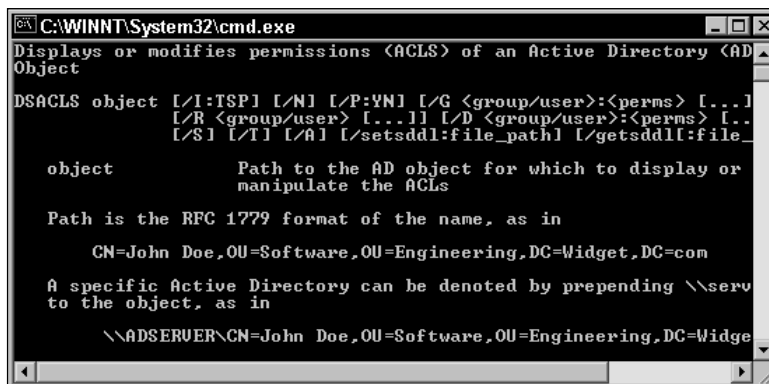 C:\WINNT\System32\cmd.exe
Displays or modifies permissions (ACLS) of an Active Directory (AD
Object
DSACLS object [/I:TSP] [/N] [/P:YN] [/G <group/user>:<perms> [...]
[/R <group/user> [...]] [/D <group/user>:<perms> [..
[/S] [/T] [/A] [/setsddl:file_path] [/getsddl[:file_
object Path to the AD object for which to display or
manipulate the ACLs
Path is the RFC 1779 format of the name, as in
CN=John Doe,OU=Software,OU=Engineering,DC=Widget,DC=com
A specific Active Directory can be denoted by prepending \\serv
to the object, as in
\\ADSERVER\CN=John Doe,OU=Software,OU=Engineering,DC=Widge